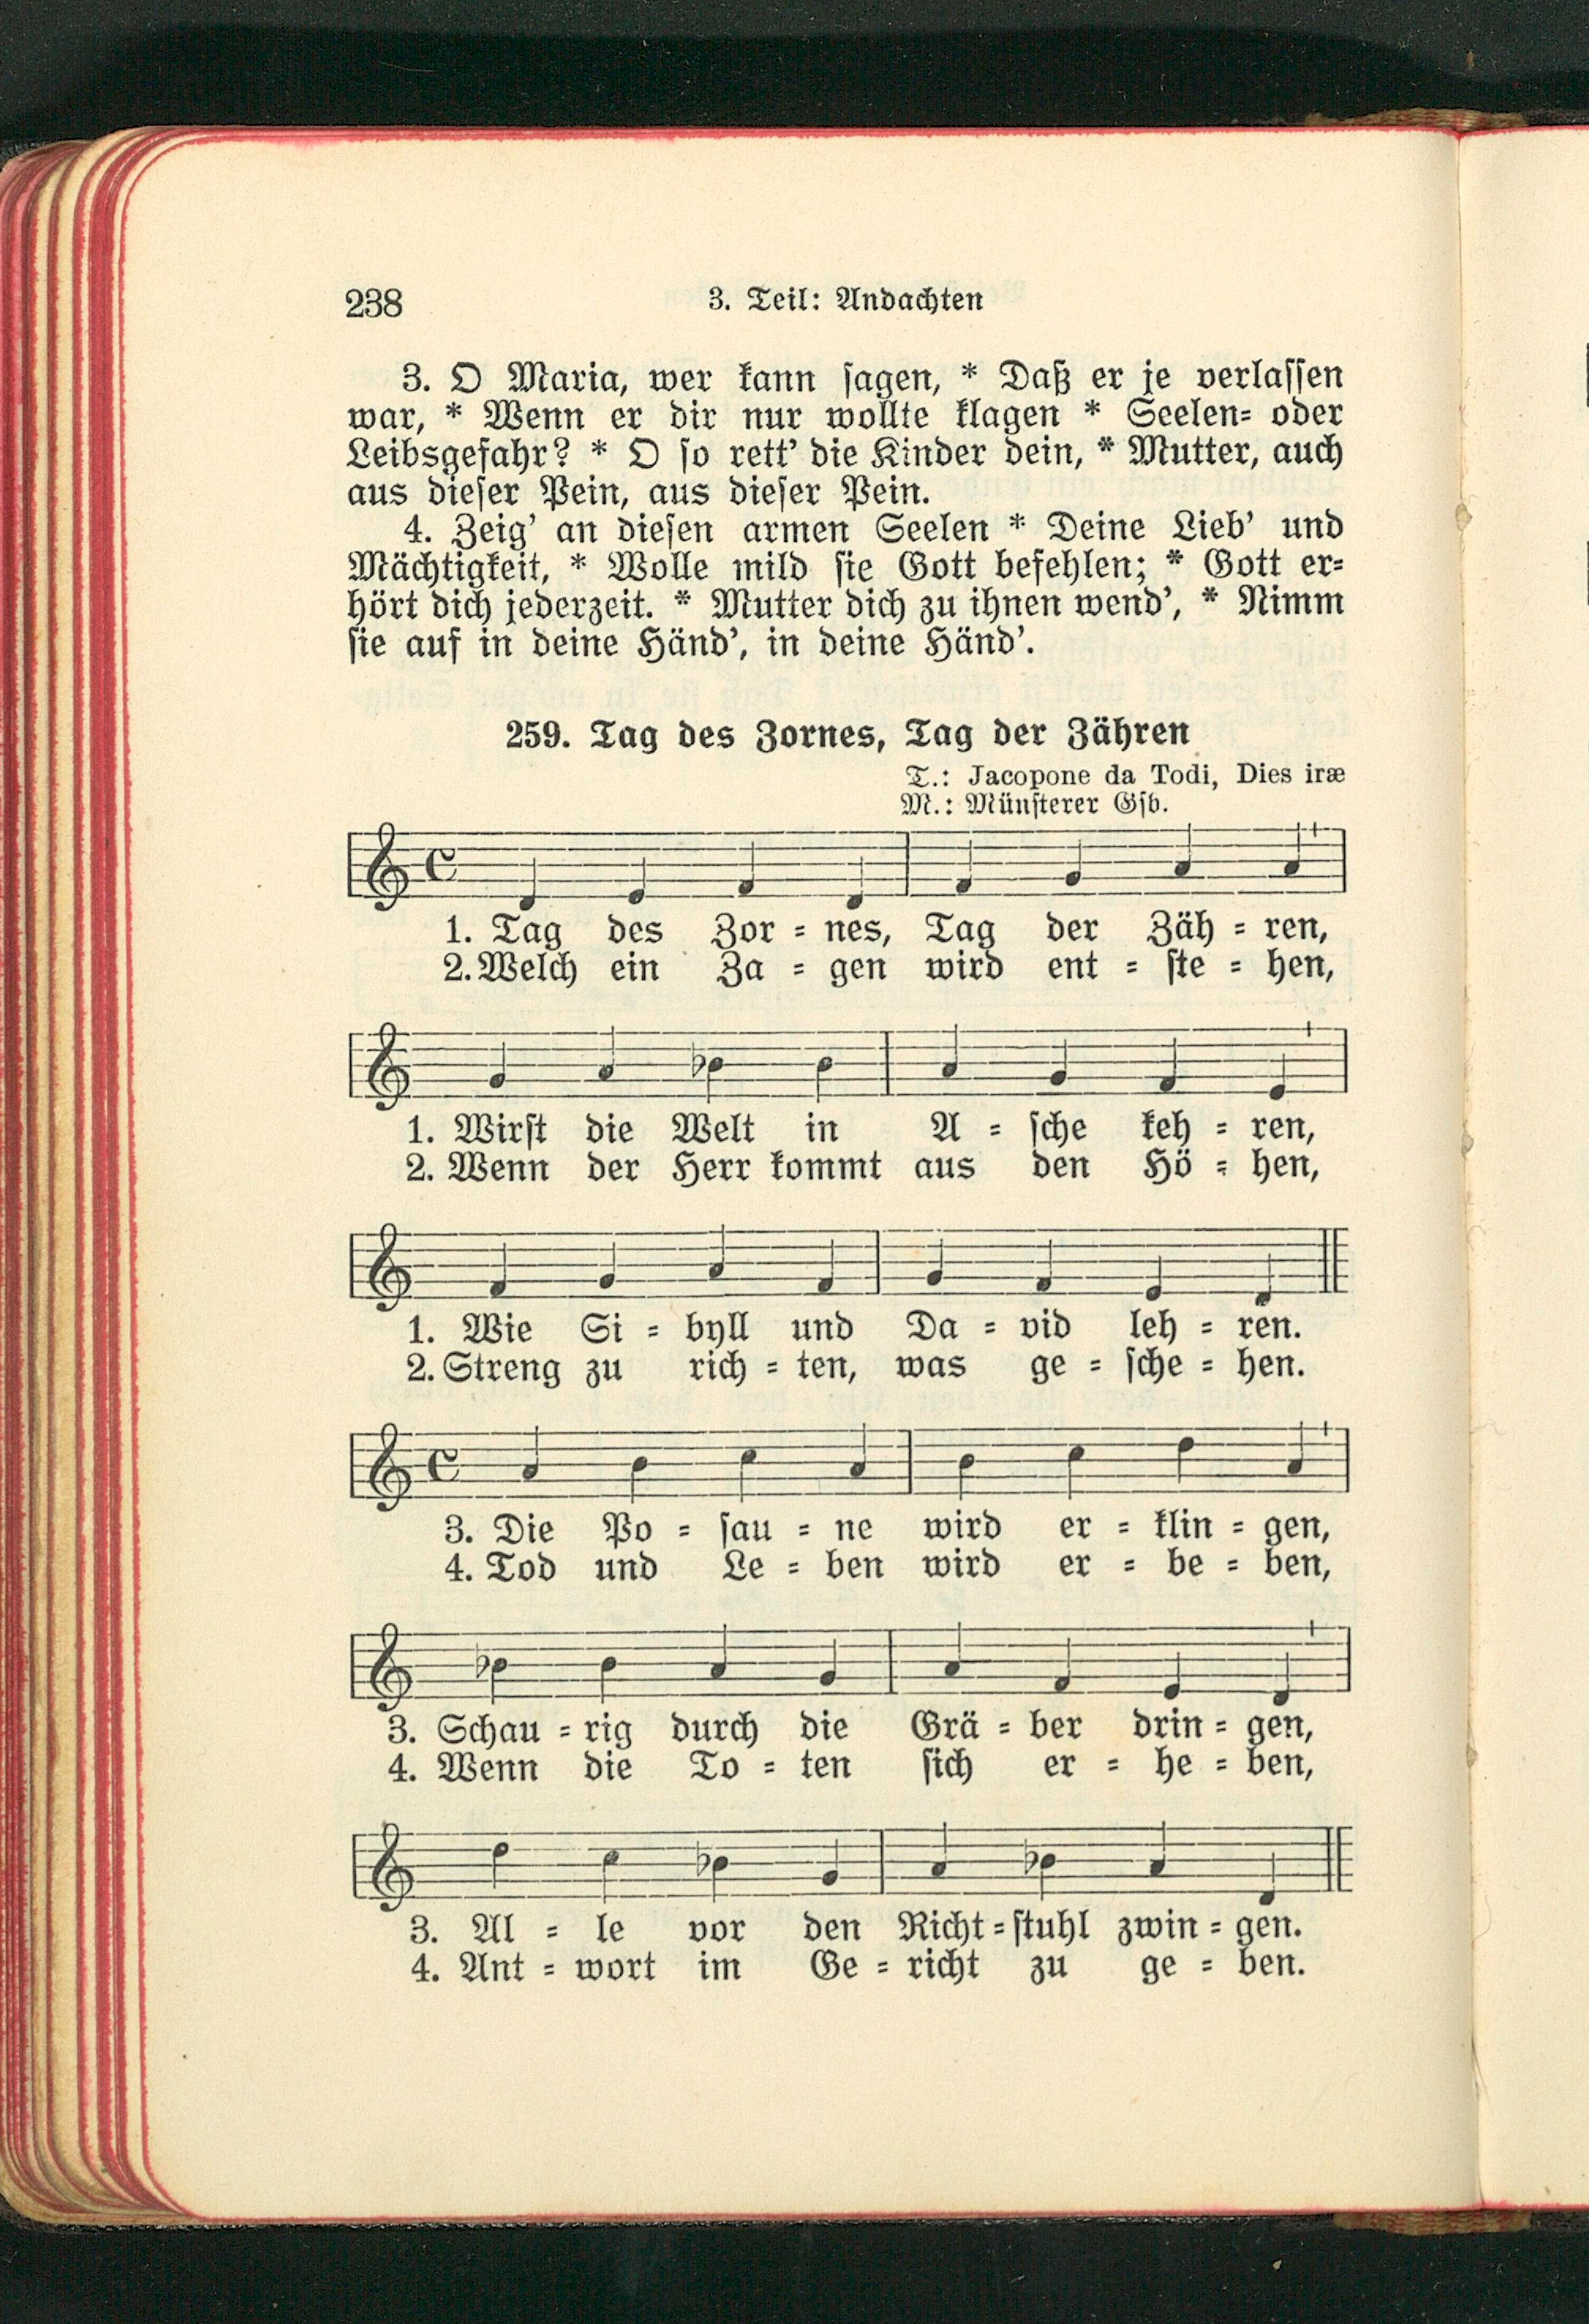 238
3. Teil: Andachten
3. O Maria, wer kann sagen, * Daß er je verlassen
war, * Wenn er dir nur wollte klagen * Seelen= oder
Leibsgefahr? * O so rett’ die Kinder dein, * Mutter, auch
aus dieser Pein, aus dieser Pein.
4. Zeig’ an diesen armen Seelen * Deine Lieb’ und
Mächtigkeit, * Wolle mild sie Gott befehlen; * Gott er=
hört dich jederzeit. * Mutter dich zu ihnen wend’, * Nimm
sie auf in deine Händ’, in deine Händ’.
259. Tag des Zornes, Tag der Zähren
T.: Jacopone da Todi, Dies iræ
M.: Münsterer Gsb.
1. Tag des Zor = nes, Tag der Zäh = ren,
2. Welch ein Za = gen wird ent = ste = hen,
1. Wirst die Welt in A = sche keh = ren,
2. Wenn der Herr kommt aus den Hö = hen,
1. Wie Si = byll und Da = vid leh = ren.
2. Streng zu rich = ten, was ge = sche = hen.
3. Die Po = sau = ne wird er = klin = gen,
4. Tod und Le = ben wird er = be = ben,
3. Schau = rig durch die Grä = ber drin = gen,
4. Wenn die To = ten sich er = he = ben,
3. Al = le vor den Richt = stuhl zwin = gen.
4. Ant = wort im Ge = richt zu ge = ben.